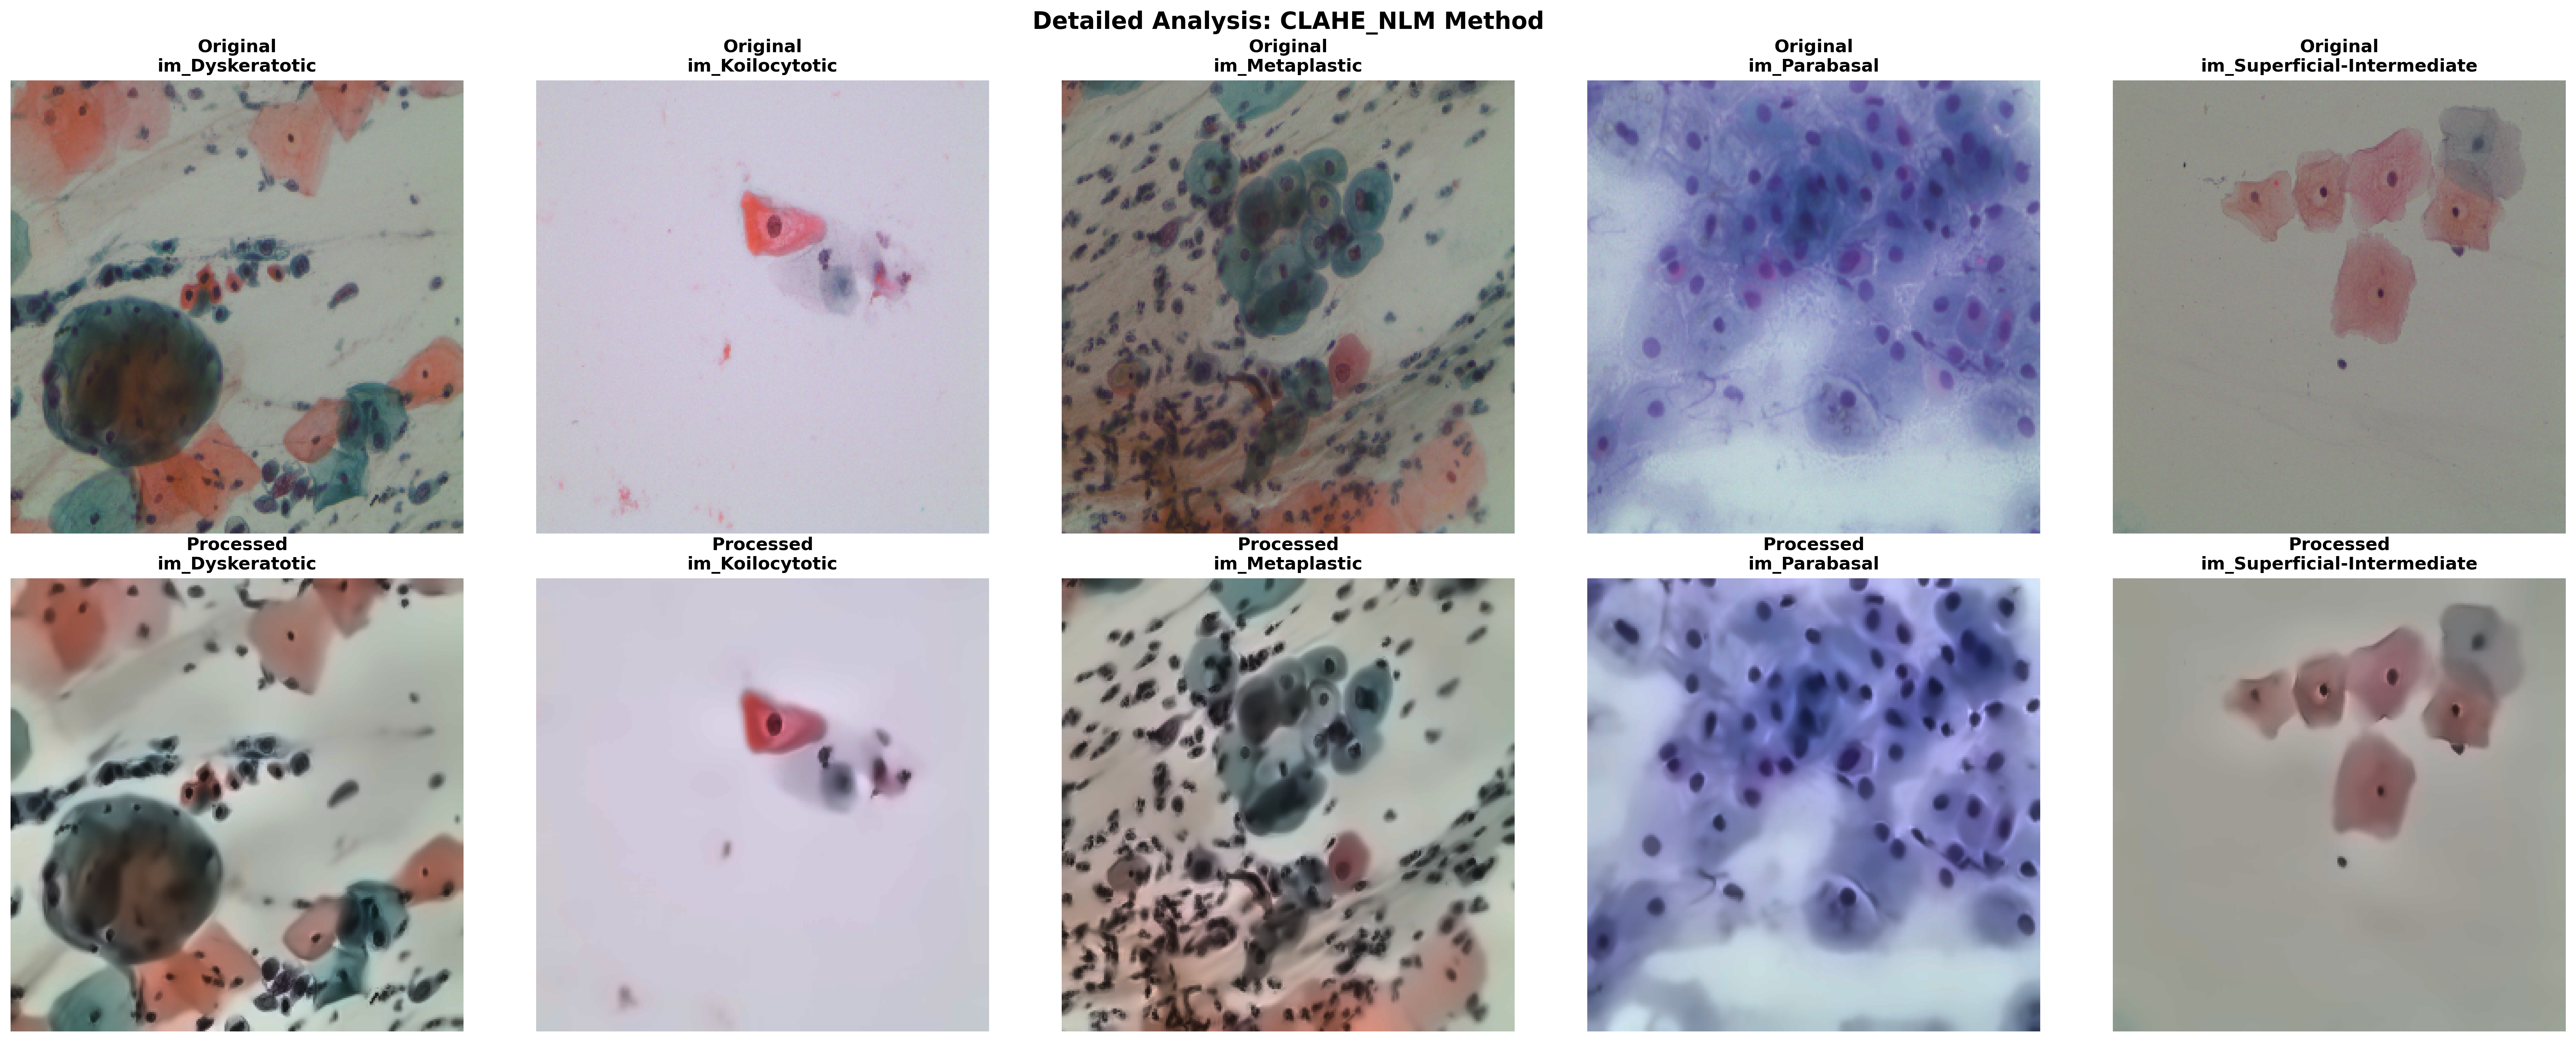 Detailed Analysis: CLAHE_NLM Method
Original
im_Dyskeratotic
Original
im_Koilocytotic
Original
im_Metaplastic
Original
im_Parabasal
Original
im_Superficial-Intermediate
Processed
im_Dyskeratotic
Processed
im_Koilocytotic
Processed
im_Metaplastic
Processed
im_Parabasal
Processed
im_Superficial-Intermediate